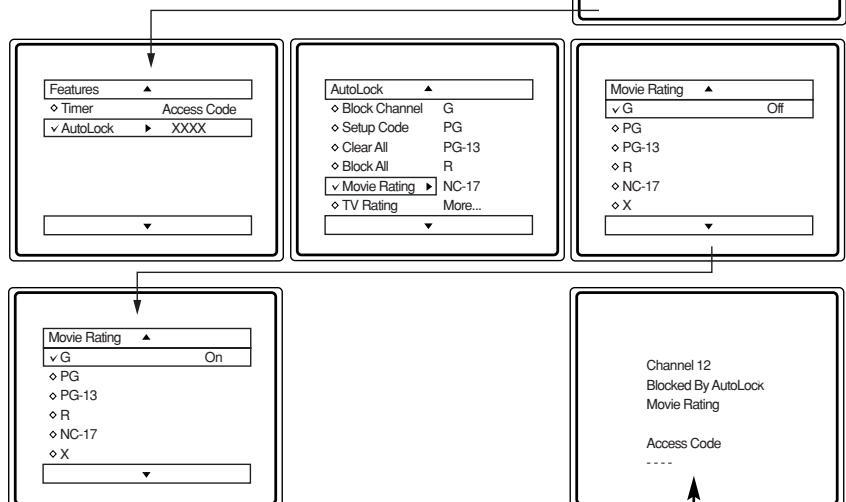 Features
Timer Access Code
AutoLock XXXX
AutoLock
Block Channel G
Setup Code PG
Clear All PG-13
Block All R
Movie Rating NC-17
TV Rating More...
Movie Rating
G Off
PG
PG-13
R
NC-17
X
Movie Rating
G On
PG
PG-13
R
NC-17
X
Channel 12
Blocked By AutoLock
Movie Rating
Access Code
- - - -